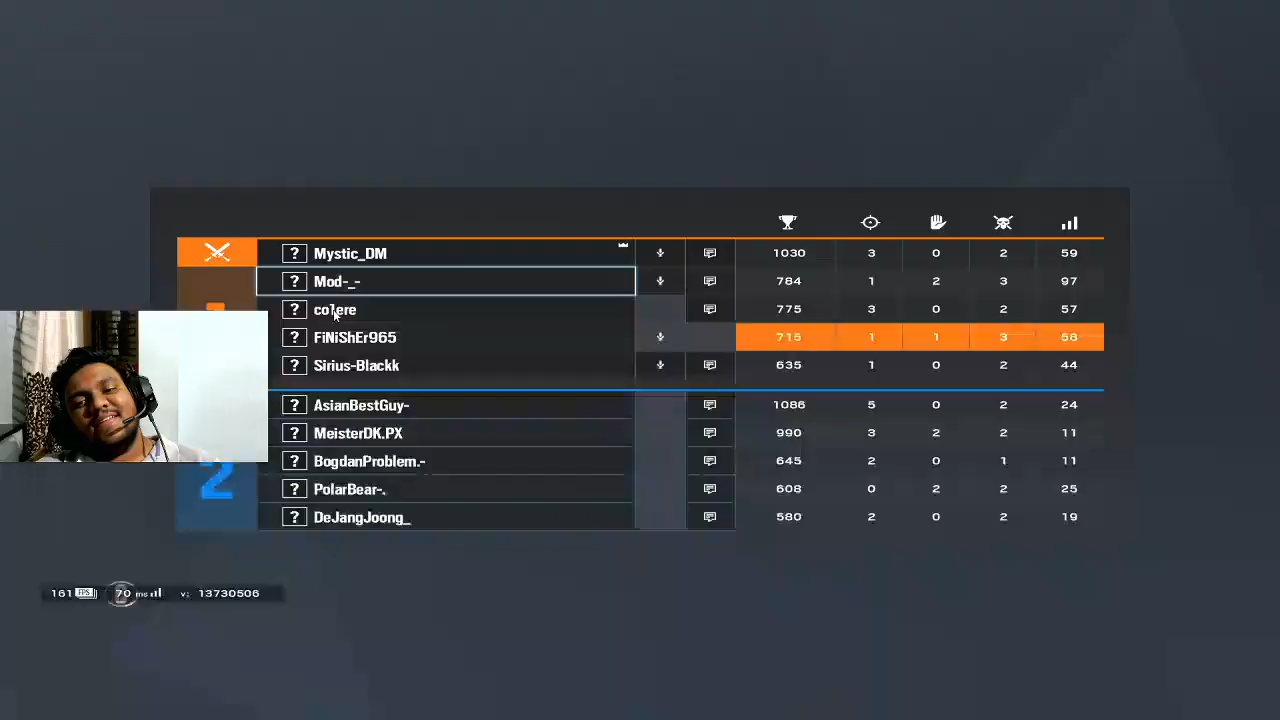 ? Mystic_DM 1030 3 0 2 59
? Mod-_- 784 1 2 3 97
? colere 775 3 0 2 57
? FiNiShEr965 715 1 1 3 58
? Sirius-Blackk 635 1 0 2 44
? AsianBestGuy- 1086 5 0 2 24
? MeisterDK.PX 990 3 2 2 11
? BogdanProblem.- 645 2 0 1 11
2
? PolarBear-. 608 0 2 2 25
? DeJangJoong_ 580 2 0 2 19
161 FPS 70 ms v: 13730506